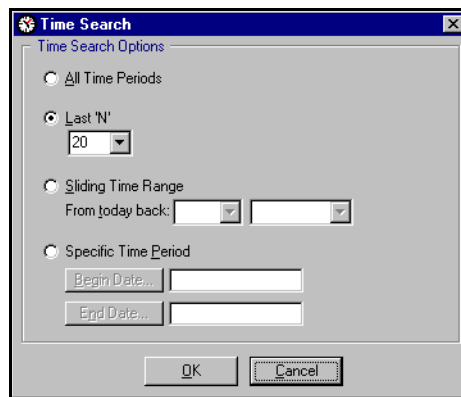 Time Search
Time Search Options
All Time Periods
Last 'N'
20
Sliding Time Range
From today back:
Specific Time Period
Begin Date...
End Date...
OK Cancel